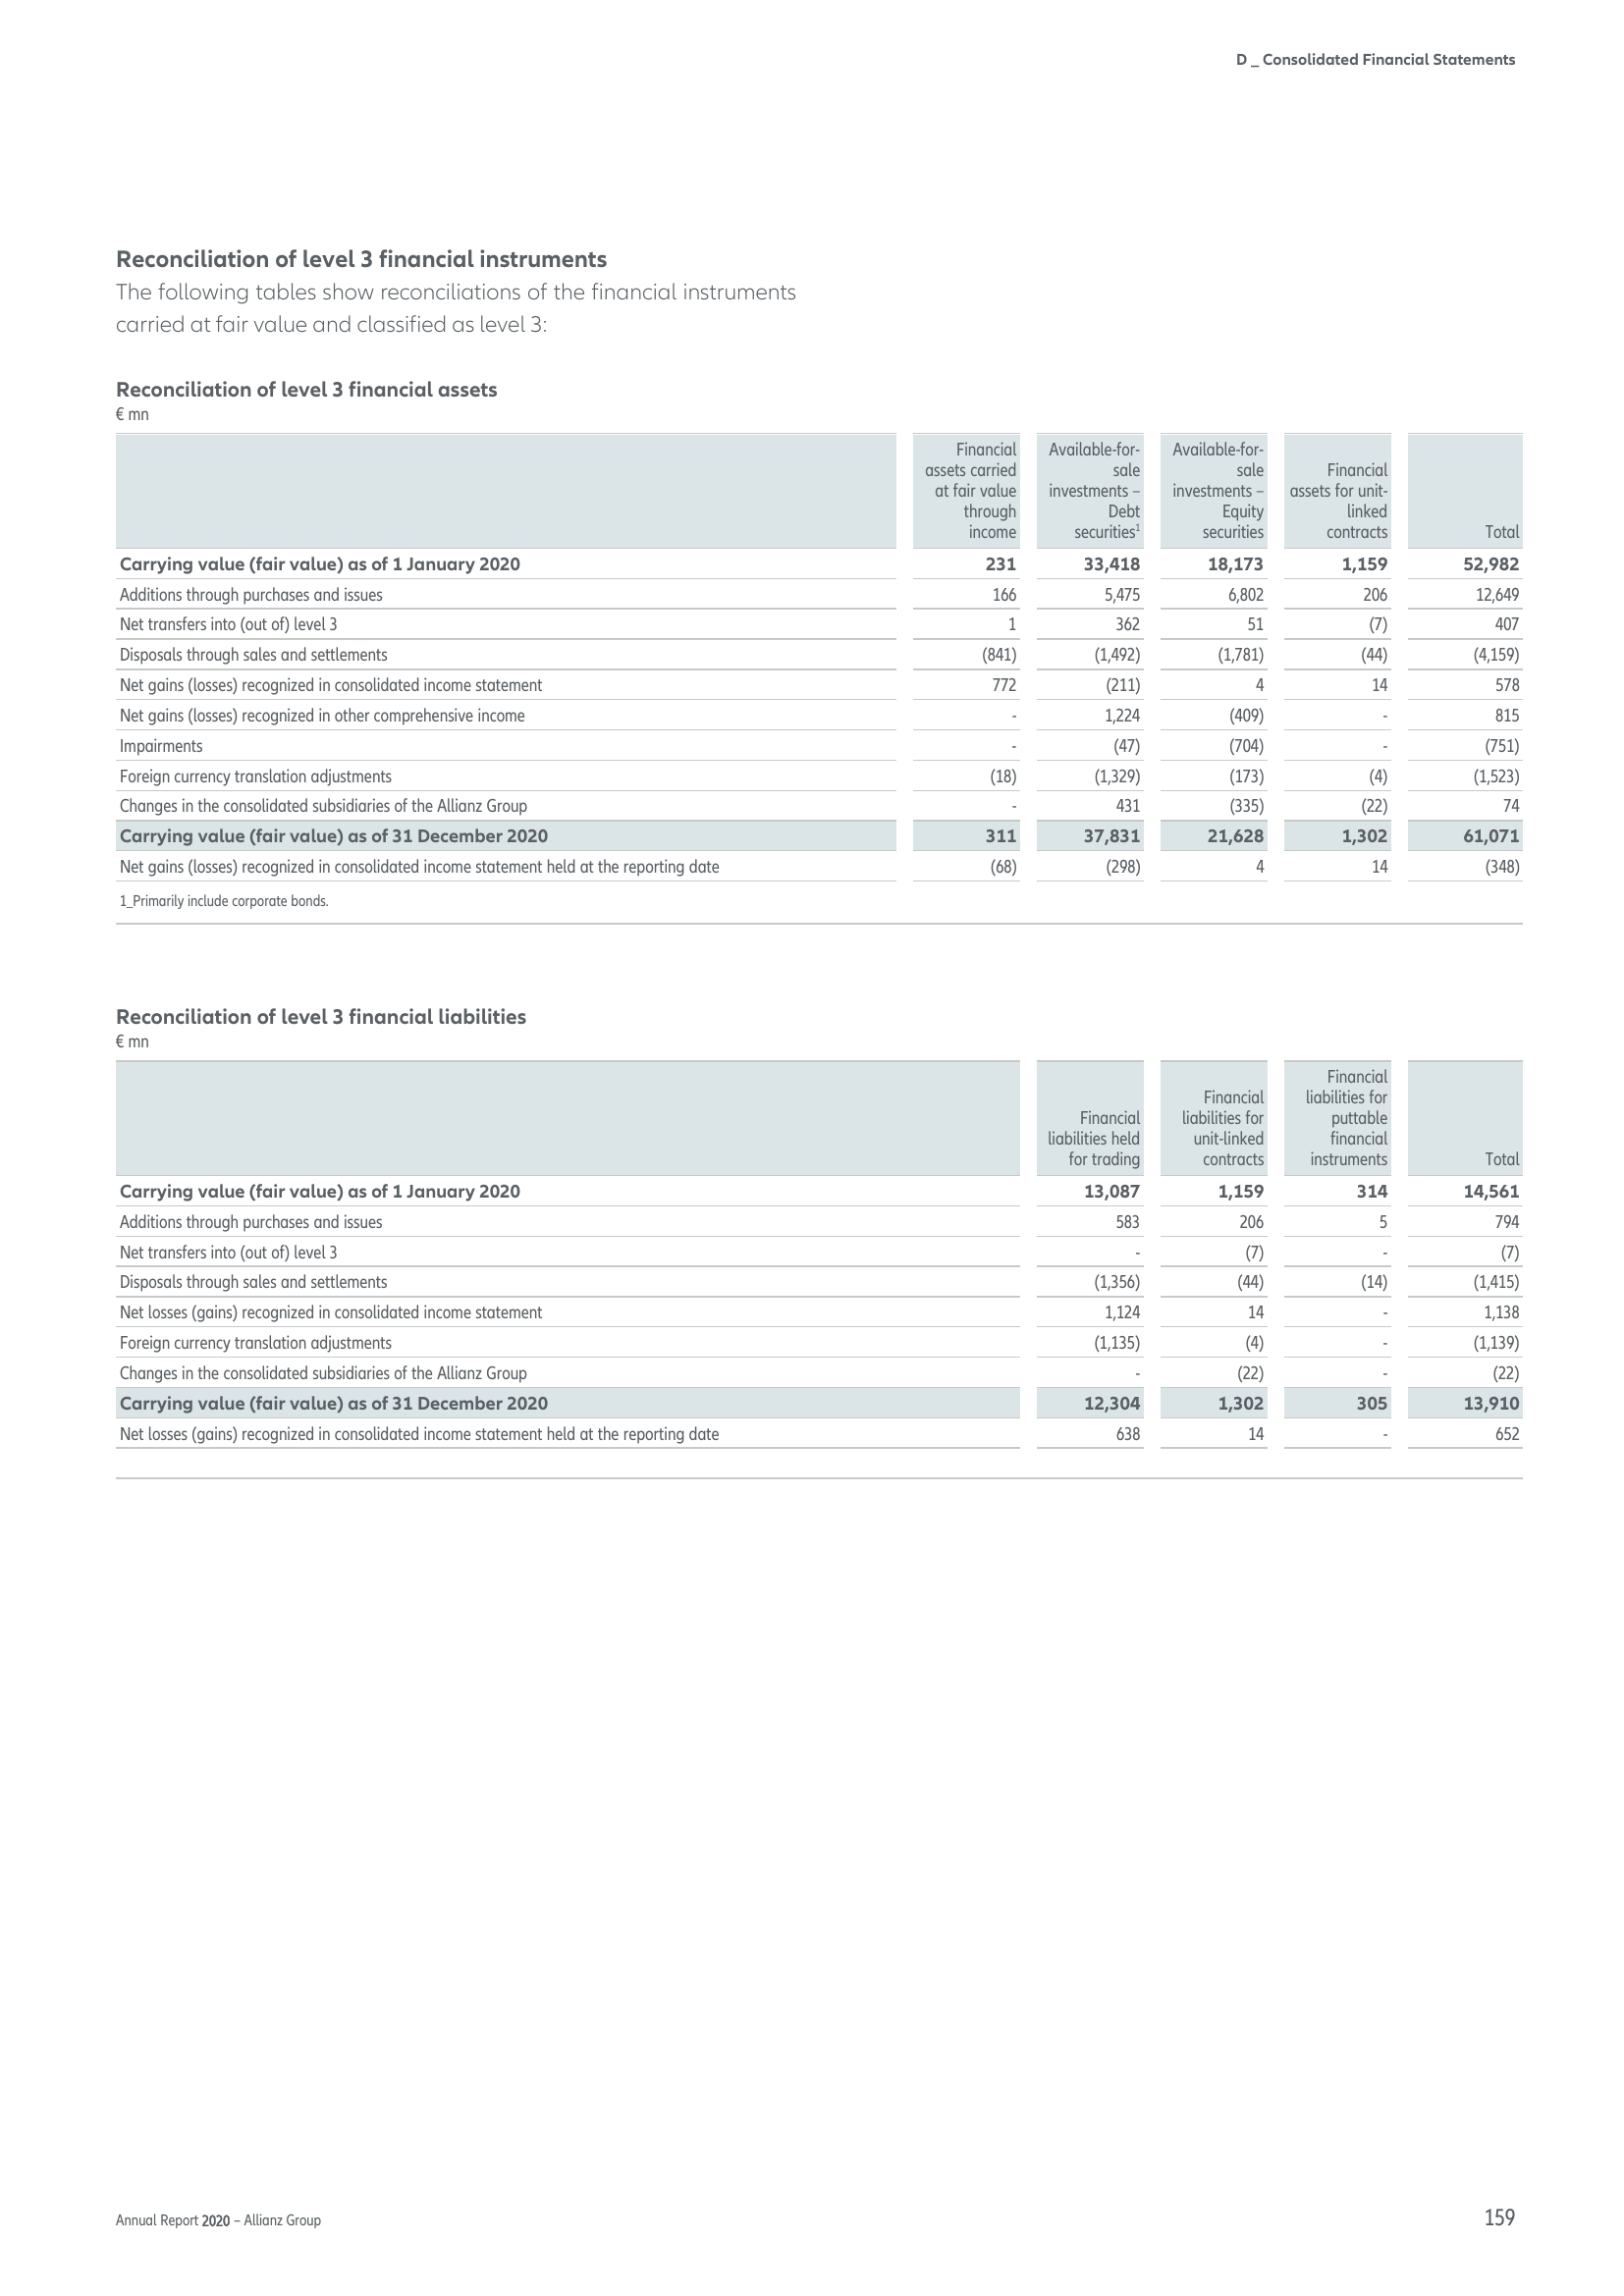 D _ Consolidated Financial Statements
Reconciliation of level 3 financial instruments
The following tables show reconciliations of the financial instruments
carried at fair value and classified as level 3:
Reconciliation of level 3 financial assets
€ mn
Financial assets carried at fair value through income Available-for-sale investments – Debt securities1 Available-for-sale investments – Equity securities Financial assets for unit-linked contracts Total
Carrying value (fair value) as of 1 January 2020 231 33,418 18,173 1,159 52,982
Additions through purchases and issues 166 5,475 6,802 206 12,649
Net transfers into (out of) level 3 1 362 51 (7) 407
Disposals through sales and settlements (841) (1,492) (1,781) (44) (4,159)
Net gains (losses) recognized in consolidated income statement 772 (211) 4 14 578
Net gains (losses) recognized in other comprehensive income - 1,224 (409) - 815
Impairments - (47) (704) - (751)
Foreign currency translation adjustments (18) (1,329) (173) (4) (1,523)
Changes in the consolidated subsidiaries of the Allianz Group - 431 (335) (22) 74
Carrying value (fair value) as of 31 December 2020 311 37,831 21,628 1,302 61,071
Net gains (losses) recognized in consolidated income statement held at the reporting date (68) (298) 4 14 (348)
1_Primarily include corporate bonds.
Reconciliation of level 3 financial liabilities
€ mn
Financial liabilities held for trading Financial liabilities for unit-linked contracts Financial liabilities for puttable financial instruments Total
Carrying value (fair value) as of 1 January 2020 13,087 1,159 314 14,561
Additions through purchases and issues 583 206 5 794
Net transfers into (out of) level 3 - (7) - (7)
Disposals through sales and settlements (1,356) (44) (14) (1,415)
Net losses (gains) recognized in consolidated income statement 1,124 14 - 1,138
Foreign currency translation adjustments (1,135) (4) - (1,139)
Changes in the consolidated subsidiaries of the Allianz Group - (22) - (22)
Carrying value (fair value) as of 31 December 2020 12,304 1,302 305 13,910
Net losses (gains) recognized in consolidated income statement held at the reporting date 638 14 - 652
Annual Report 2020 – Allianz Group 159